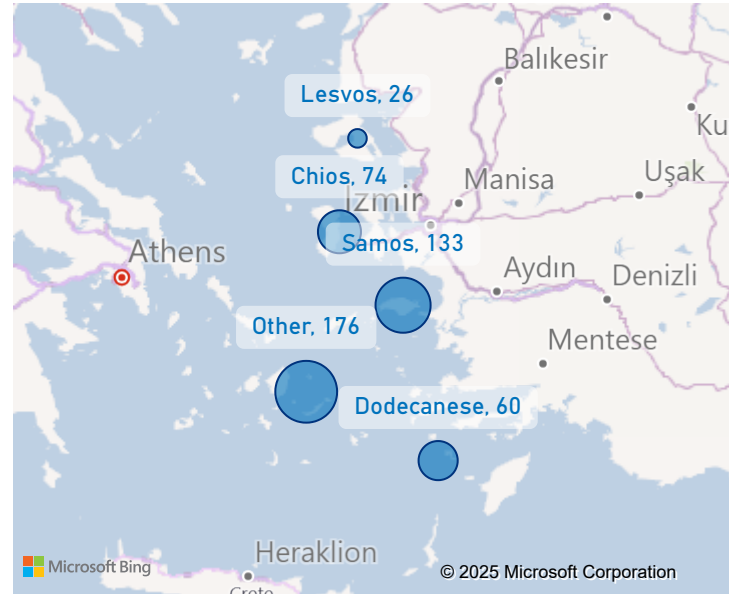 Balıkesir
Lesvos, 26
Ku
Chios, 74
Uşak
Manisa
İzmir
Samos, 133
Athens
Aydın
Denizli
Other, 176
Mentese
Dodecanese, 60
Heraklion
Microsoft Bing
© 2025 Microsoft Corporation
Crete